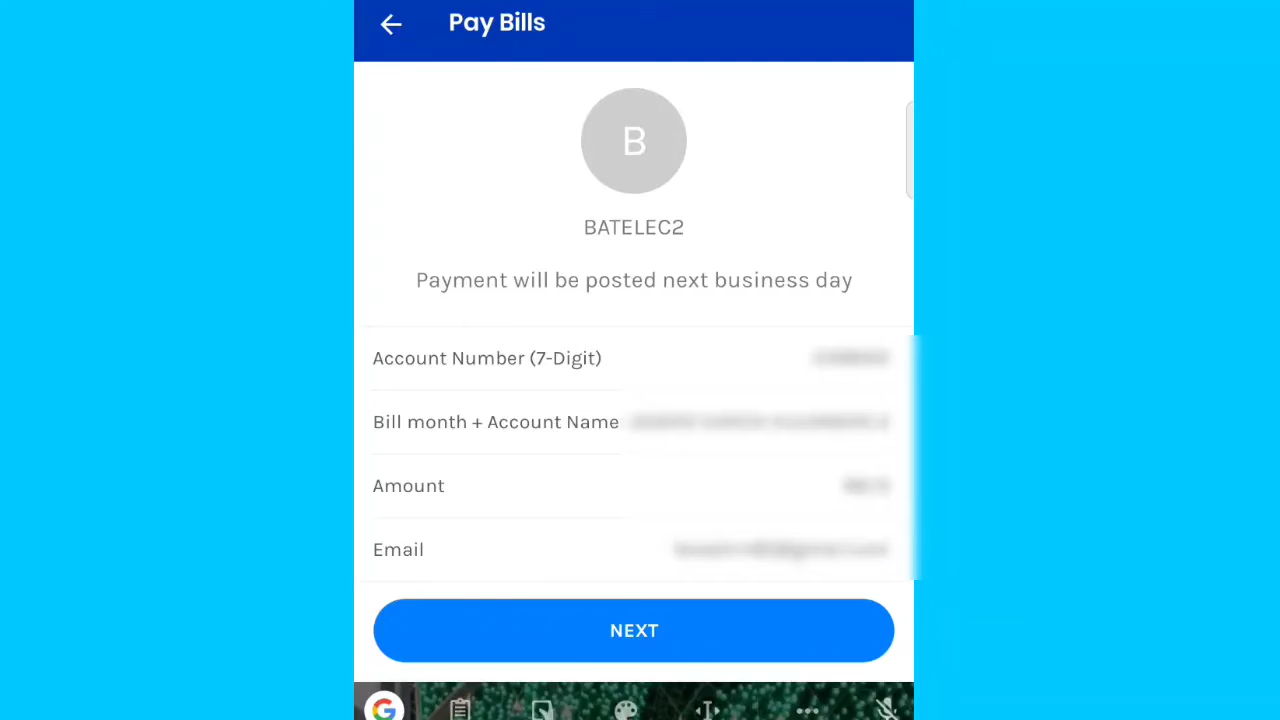 Pay Bills
B
BATELEC2
Payment will be posted next business day
Account Number (7-Digit)
Bill month + Account Name
Amount
Email
NEXT
G